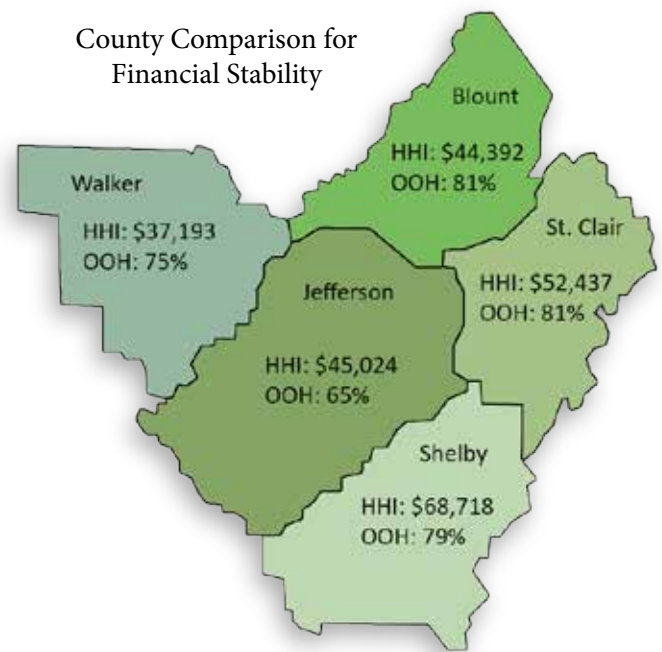 County Comparison for
Financial Stability
Blount
HHI: $44,392
OOH: 81%
Walker
HHI: $37,193
OOH: 75%
St. Clair
HHI: $52,437
OOH: 81%
Jefferson
HHI: $45,024
OOH: 65%
Shelby
HHI: $68,718
OOH: 79%